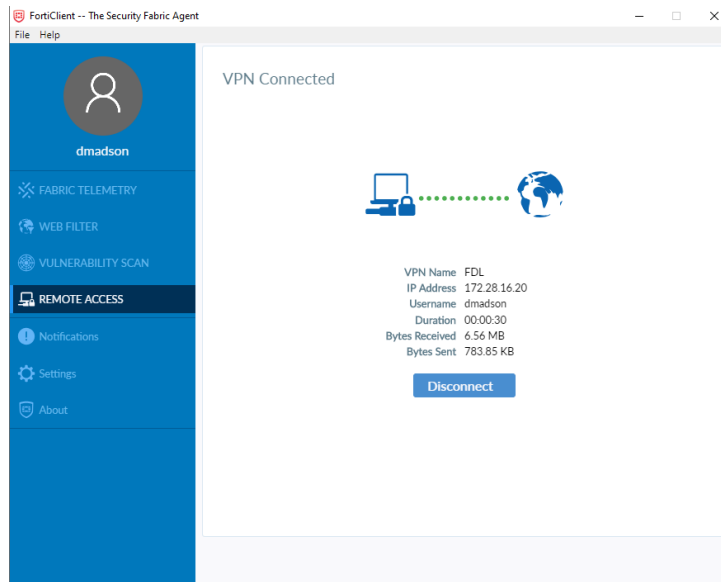 FortiClient -- The Security Fabric Agent
File Help
dmadson
FABRIC TELEMETRY
WEB FILTER
VULNERABILITY SCAN
REMOTE ACCESS
Notifications
Settings
About
VPN Connected
VPN Name FDL
IP Address 172.28.16.20
Username dmadson
Duration 00:00:30
Bytes Received 6.56 MB
Bytes Sent 783.85 KB
Disconnect